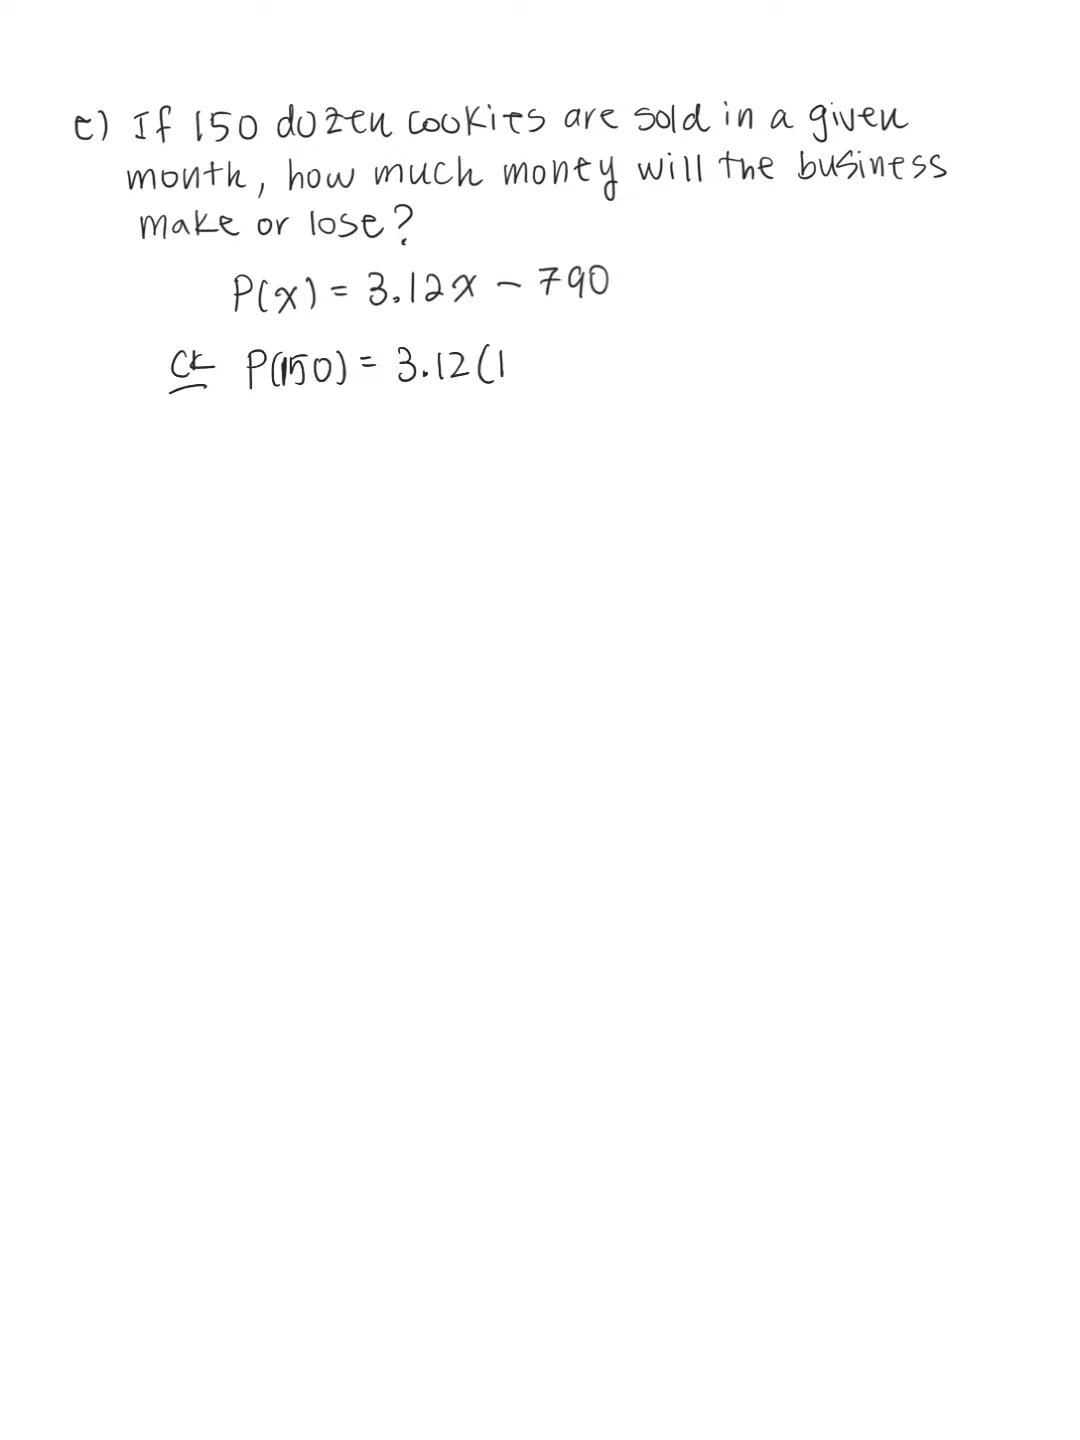 e) If 150 dozen cookies are sold in a given
month, how much money will the business
make or lose?
P(x) = 3.12x - 790
Ck P(150) = 3.12(1